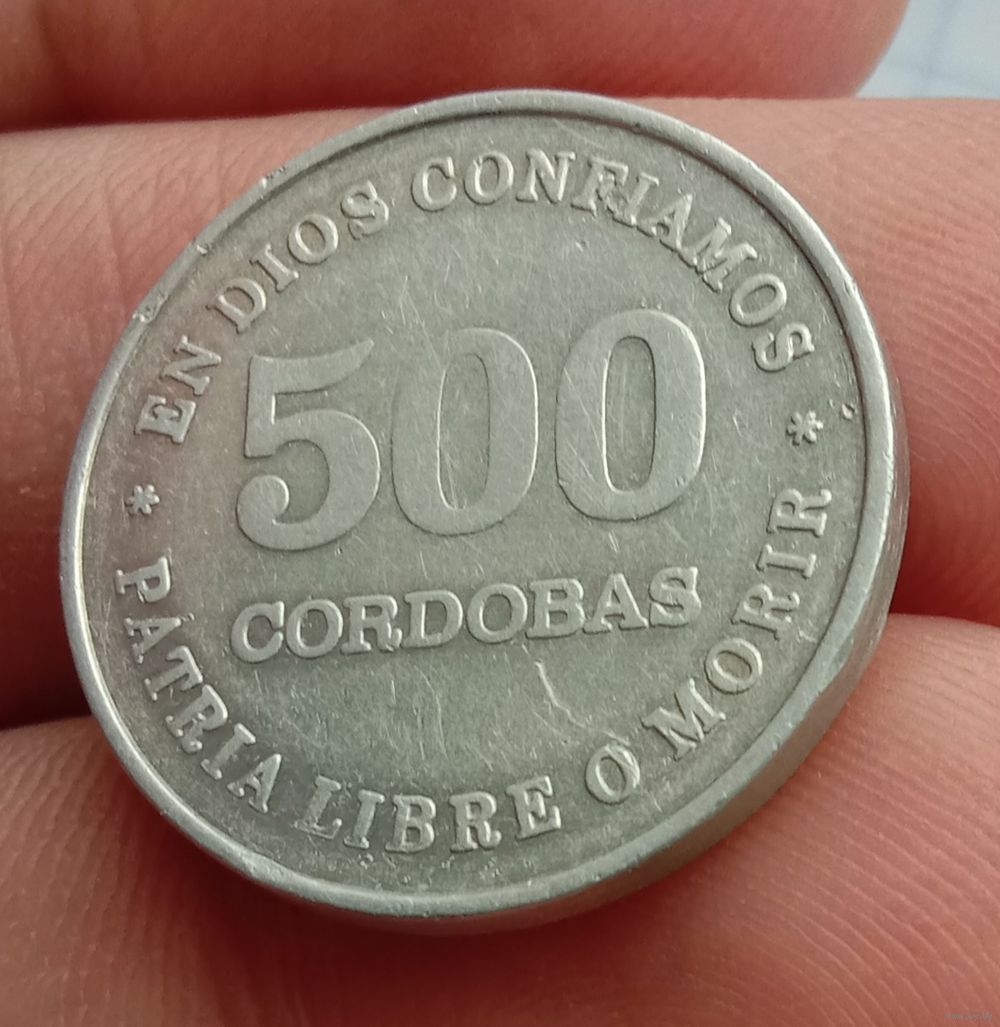 EN DIOS CONFIAMOS
500
CORDOBAS
* PATRIA LIBRE O MORIR *